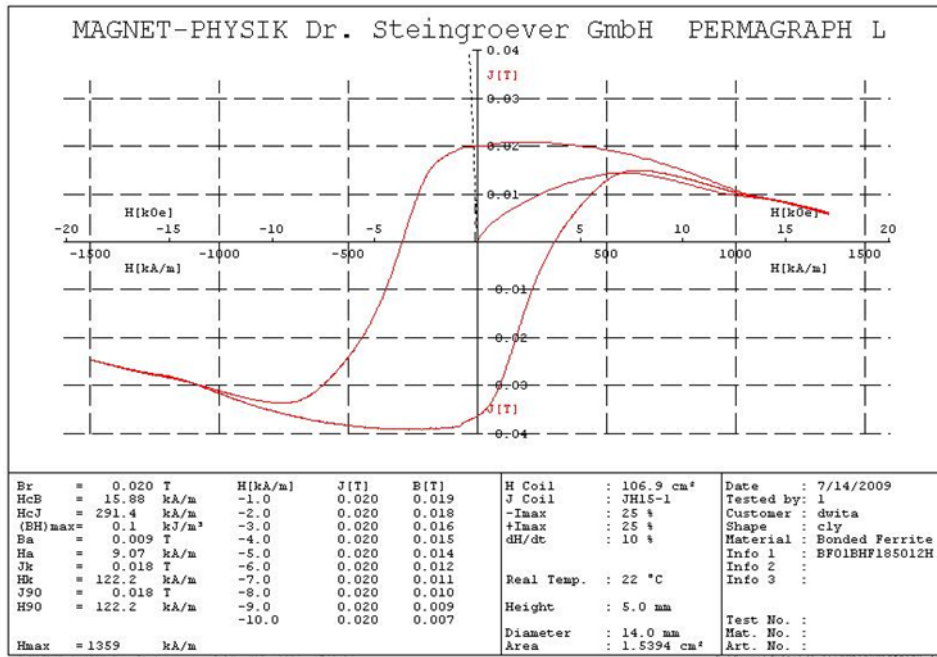 MAGNET-PHYSIK Dr. Steingroever GmbH PERMAGRAPH L
0.04
J[T]
0.03
0.02
0.01
H[kOe] H[kOe]
-20 -15 -10 -5 5 10 15 20
-1500 -1000 -500 500 1000 1500
H[kA/m] H[kA/m]
-0.01
-0.02
-0.03
J[T]
-0.04
Br = 0.020 T
HcB = 15.88 kA/m
HcJ = 291.4 kA/m
(BH)max= 0.1 kJ/m³
Ba = 0.009 T
Ha = 9.07 kA/m
Jk = 0.018 T
Hk = 122.2 kA/m
J90 = 0.018 T
H90 = 122.2 kA/m
Hmax =1359 kA/m
H[kA/m] J[T] B[T]
-1.0 0.020 0.019
-2.0 0.020 0.018
-3.0 0.020 0.016
-4.0 0.020 0.015
-5.0 0.020 0.014
-6.0 0.020 0.012
-7.0 0.020 0.011
-8.0 0.020 0.010
-9.0 0.020 0.009
-10.0 0.020 0.007
H Coil : 106.9 cm²
J Coil : JH15-1
-Imax : 25 %
+Imax : 25 %
dH/dt : 10 %
Real Temp. : 22 °C
Height : 5.0 mm
Diameter : 14.0 mm
Area : 1.5394 cm²
Date : 7/14/2009
Tested by: 1
Customer : dwita
Shape : cly
Material : Bonded Ferrite
Info 1 : BF01BHF185012H
Info 2 :
Info 3 :
Test No. :
Mat. No. :
Art. No. :